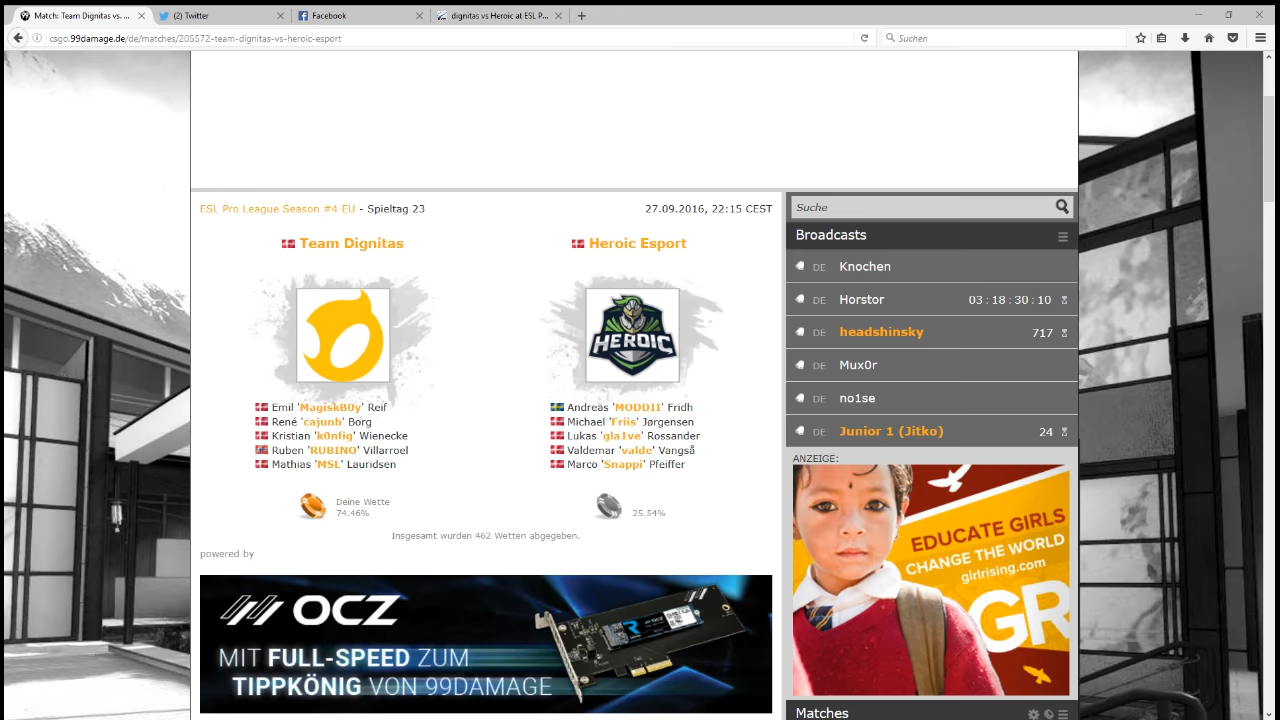 Match: Team Dignitas vs. ...
(2) Twitter
Facebook
dignitas vs Heroic at ESL P...
csgo.99damage.de/de/matches/205572-team-dignitas-vs-heroic-esport
Suchen
ESL Pro League Season #4 EU - Spieltag 23
27.09.2016, 22:15 CEST
Team Dignitas
Heroic Esport
HEROIC
Emil 'MagiskB0y' Reif
René 'cajunb' Borg
Kristian 'k0nfig' Wienecke
Ruben 'RUBINO' Villarroel
Mathias 'MSL' Lauridsen
Andreas 'MODDII' Fridh
Michael 'Friis' Jørgensen
Lukas 'gla1ve' Rossander
Valdemar 'valde' Vangså
Marco 'Snappi' Pfeiffer
Deine Wette
74.46%
25.54%
Insgesamt wurden 462 Wetten abgegeben.
powered by
OCZ
MIT FULL-SPEED ZUM
TIPPKÖNIG VON 99DAMAGE
Suche
Broadcasts
DE Knochen
DE Horstor 03 : 18 : 30 : 10
DE headshinsky 717
DE Mux0r
DE no1se
DE Junior 1 (Jitko) 24
ANZEIGE:
EDUCATE GIRLS
CHANGE THE WORLD
girlrising.com
GR
Matches